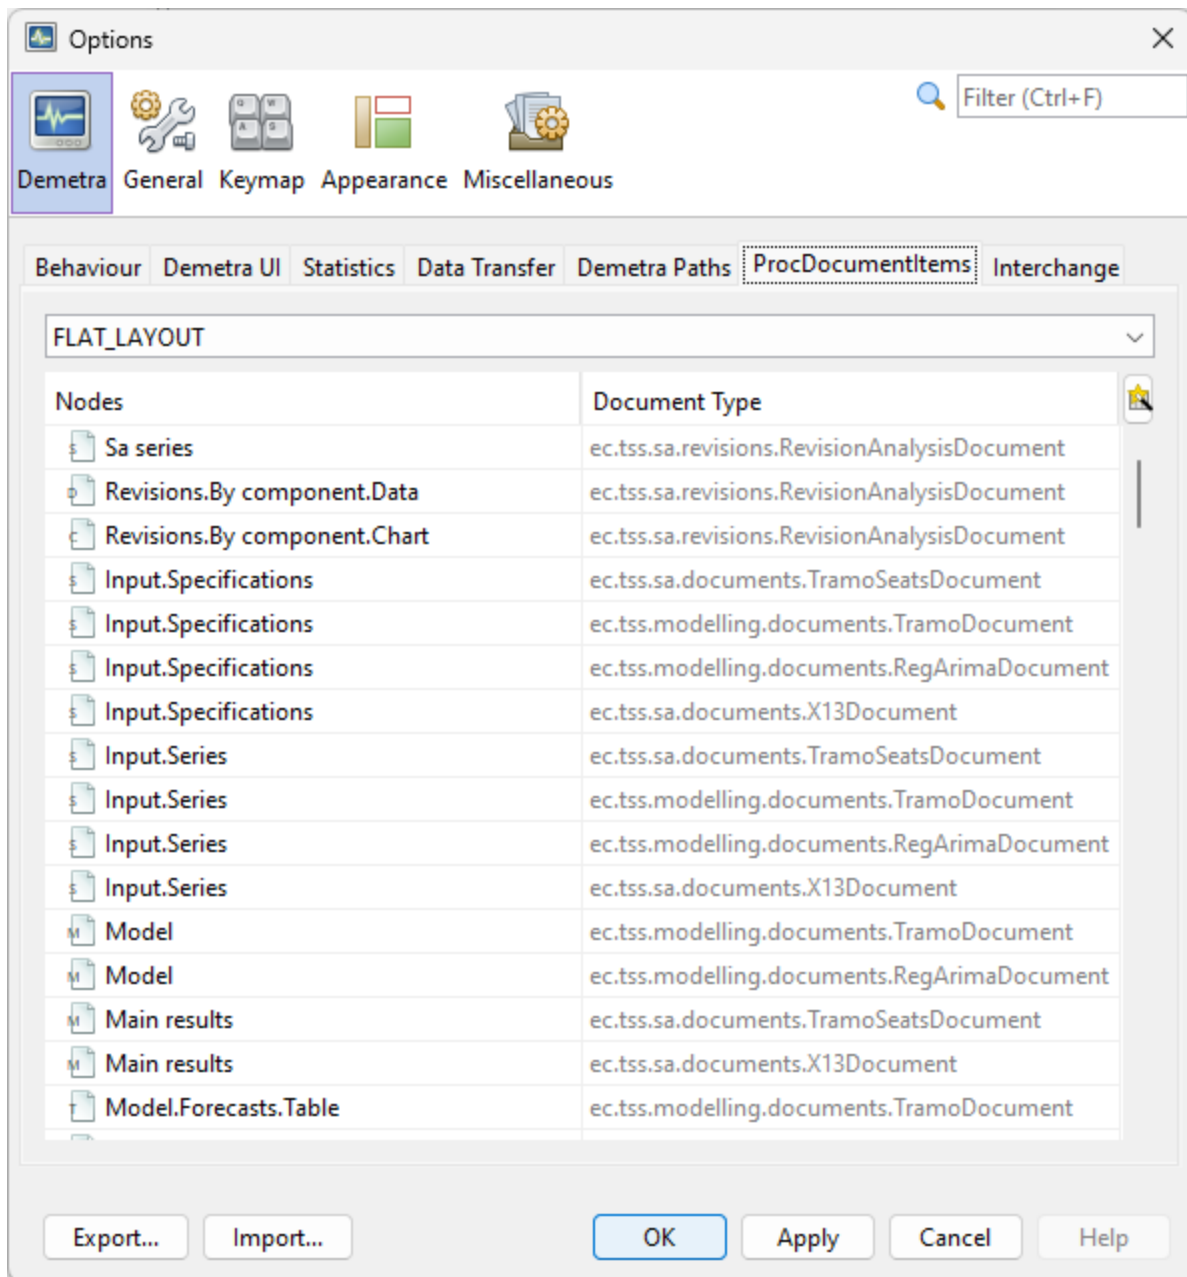 Options
Filter (Ctrl+F)
Demetra General Keymap Appearance Miscellaneous
Behaviour Demetra UI Statistics Data Transfer Demetra Paths ProcDocumentItems Interchange
FLAT_LAYOUT
Nodes Document Type
Sa series ec.tss.sa.revisions.RevisionAnalysisDocument
Revisions.By component.Data ec.tss.sa.revisions.RevisionAnalysisDocument
Revisions.By component.Chart ec.tss.sa.revisions.RevisionAnalysisDocument
Input.Specifications ec.tss.sa.documents.TramoSeatsDocument
Input.Specifications ec.tss.modelling.documents.TramoDocument
Input.Specifications ec.tss.modelling.documents.RegArimaDocument
Input.Specifications ec.tss.sa.documents.X13Document
Input.Series ec.tss.sa.documents.TramoSeatsDocument
Input.Series ec.tss.modelling.documents.TramoDocument
Input.Series ec.tss.modelling.documents.RegArimaDocument
Input.Series ec.tss.sa.documents.X13Document
Model ec.tss.modelling.documents.TramoDocument
Model ec.tss.modelling.documents.RegArimaDocument
Main results ec.tss.sa.documents.TramoSeatsDocument
Main results ec.tss.sa.documents.X13Document
Model.Forecasts.Table ec.tss.modelling.documents.TramoDocument
Export... Import... OK Apply Cancel Help